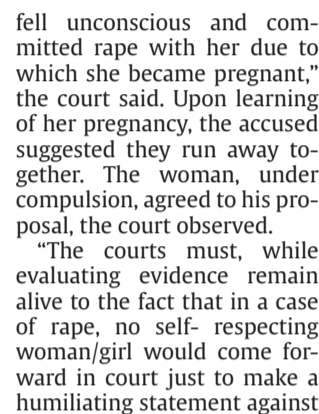 fell unconscious and com-
mitted rape with her due to
which she became pregnant,”
the court said. Upon learning
of her pregnancy, the accused
suggested they run away to-
gether. The woman, under
compulsion, agreed to his pro-
posal, the court observed.
“The courts must, while
evaluating evidence remain
alive to the fact that in a case
of rape, no self- respecting
woman/girl would come for-
ward in court just to make a
humiliating statement against